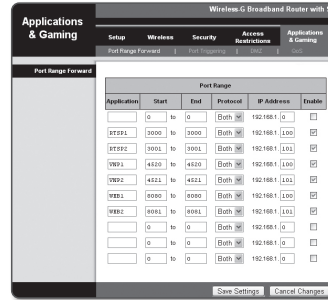 Wireless-G Broadband Router with
Applications & Gaming
Setup Wireless Security Access Restrictions Applications & Gaming
Port Range Forward | Port Triggering | DMZ | QoS
Port Range Forward
Port Range
Application Start End Protocol IP Address Enable
0 to 0 Both 192.168.1. 0
RTSP1 3000 to 3000 Both 192.168.1. 100
RTSP2 3001 to 3001 Both 192.168.1. 101
VNP1 4520 to 4520 Both 192.168.1. 100
VNP2 4521 to 4521 Both 192.168.1. 101
WEB1 8080 to 8080 Both 192.168.1. 100
WEB2 8081 to 8081 Both 192.168.1. 101
0 to 0 Both 192.168.1. 0
0 to 0 Both 192.168.1. 0
0 to 0 Both 192.168.1. 0
Save Settings Cancel Changes